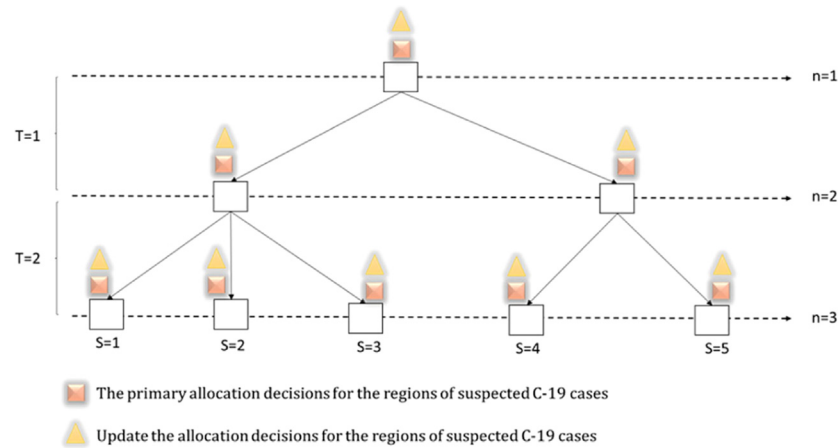 n=1
T=1
n=2
T=2
n=3
S=1 S=2 S=3 S=4 S=5
The primary allocation decisions for the regions of suspected C-19 cases
Update the allocation decisions for the regions of suspected C-19 cases